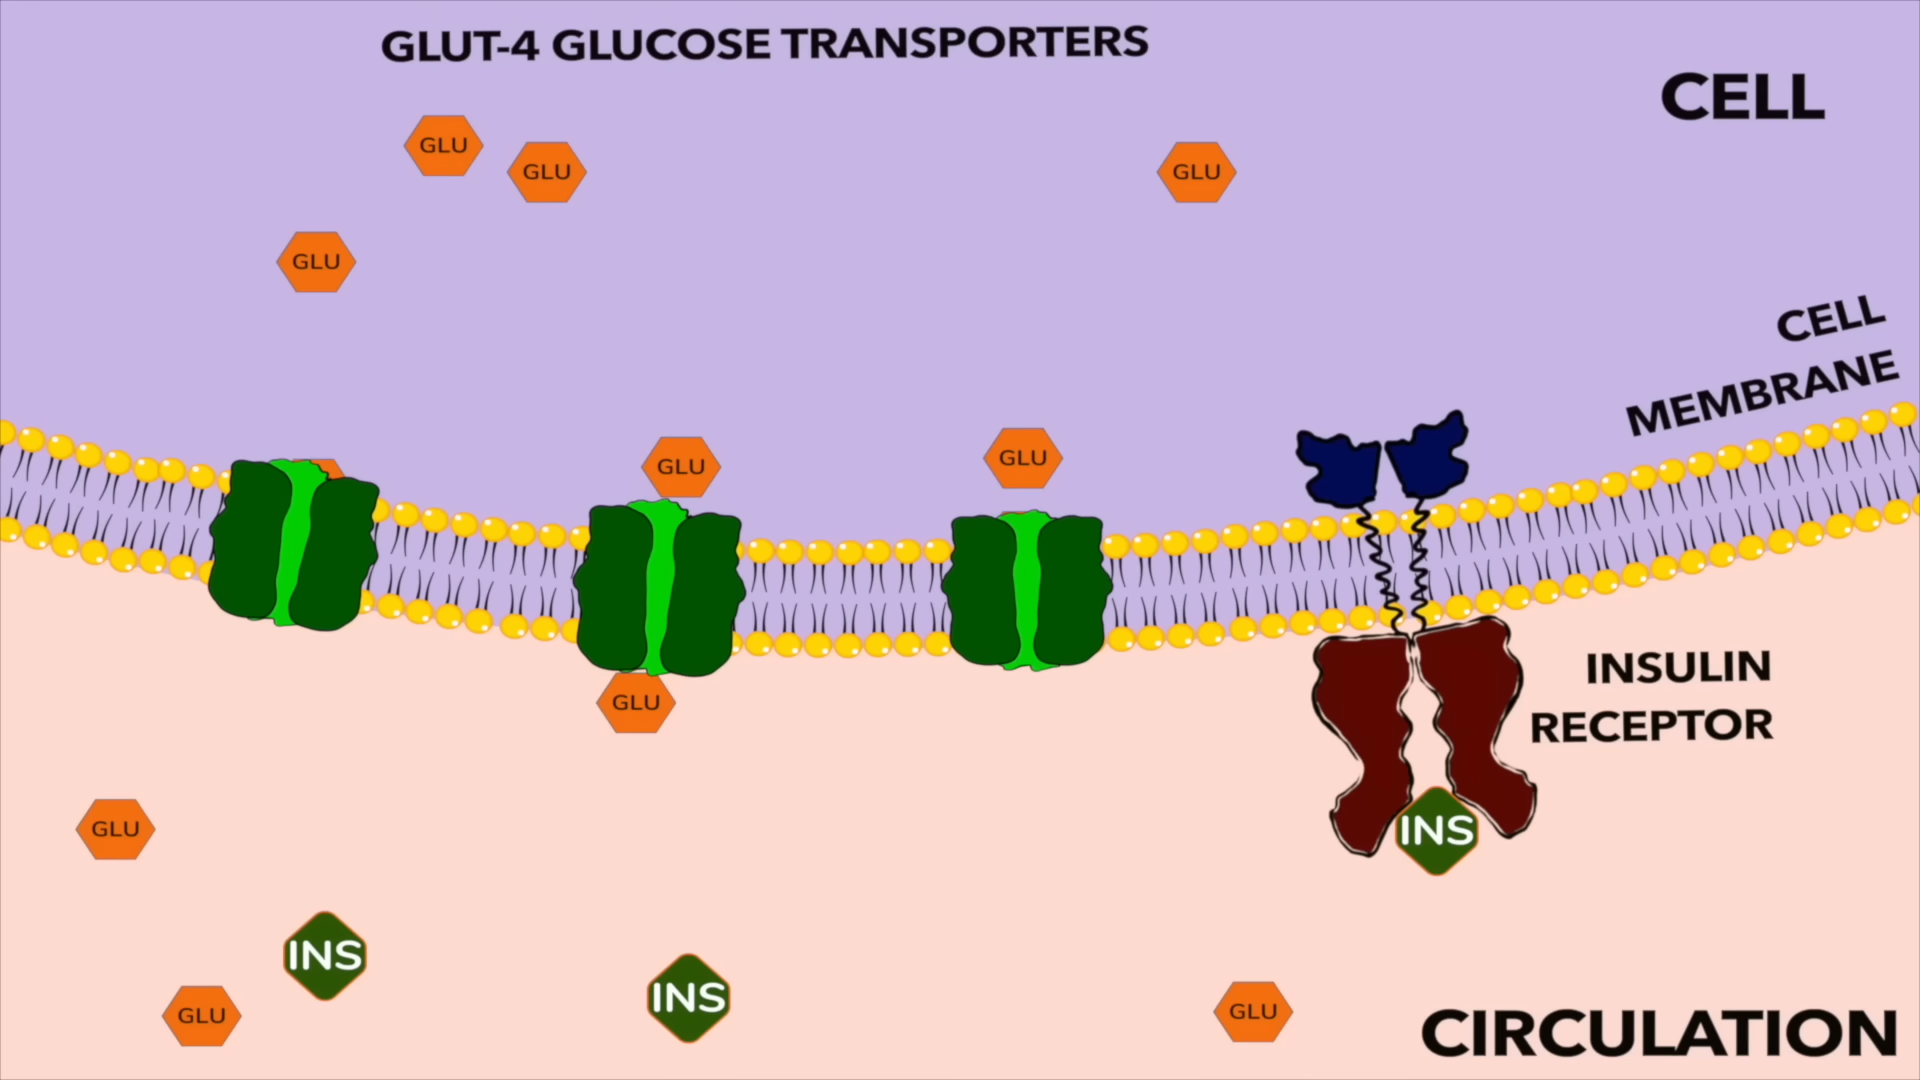 GLUT-4 GLUCOSE TRANSPORTERS
CELL
GLU
GLU
GLU
GLU
CELL
MEMBRANE
GLU
GLU
INSULIN
RECEPTOR
GLU
GLU
INS
INS
INS
GLU
GLU
CIRCULATION